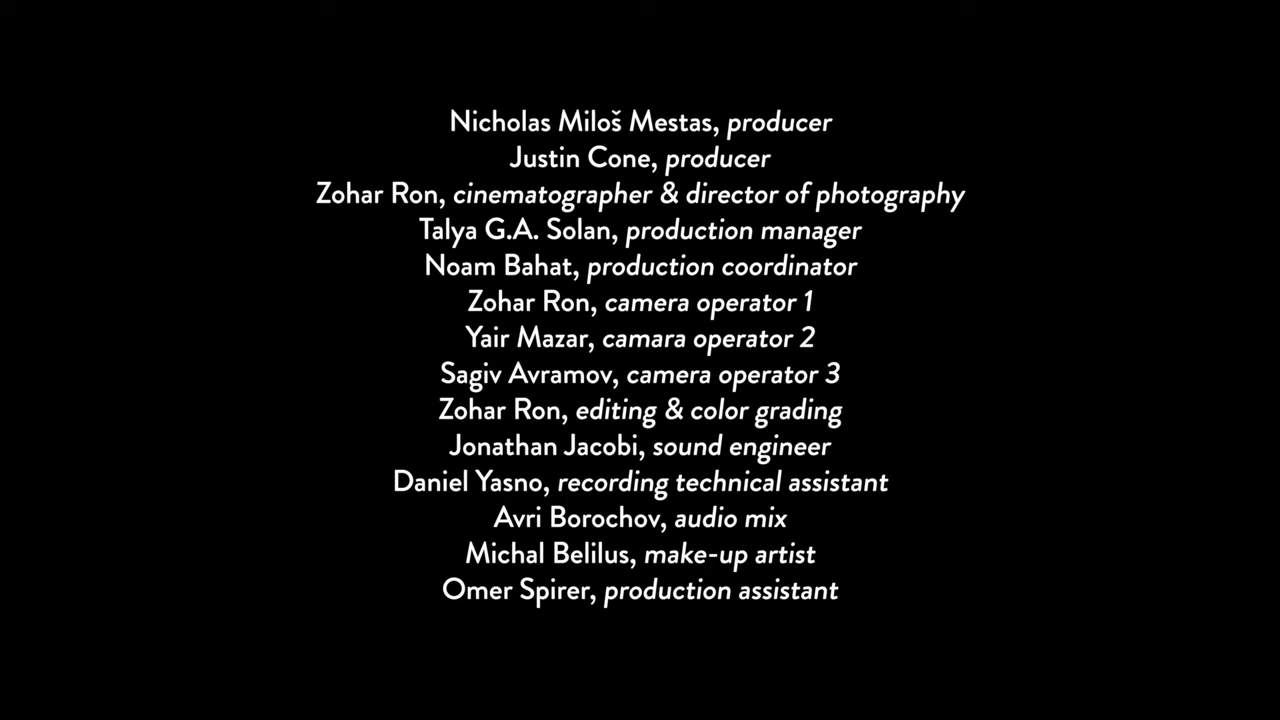 Nicholas Miloš Mestas, producer
Justin Cone, producer
Zohar Ron, cinematographer & director of photography
Talya G.A. Solan, production manager
Noam Bahat, production coordinator
Zohar Ron, camera operator 1
Yair Mazar, camara operator 2
Sagiv Avramov, camera operator 3
Zohar Ron, editing & color grading
Jonathan Jacobi, sound engineer
Daniel Yasno, recording technical assistant
Avri Borochov, audio mix
Michal Belilus, make-up artist
Omer Spirer, production assistant